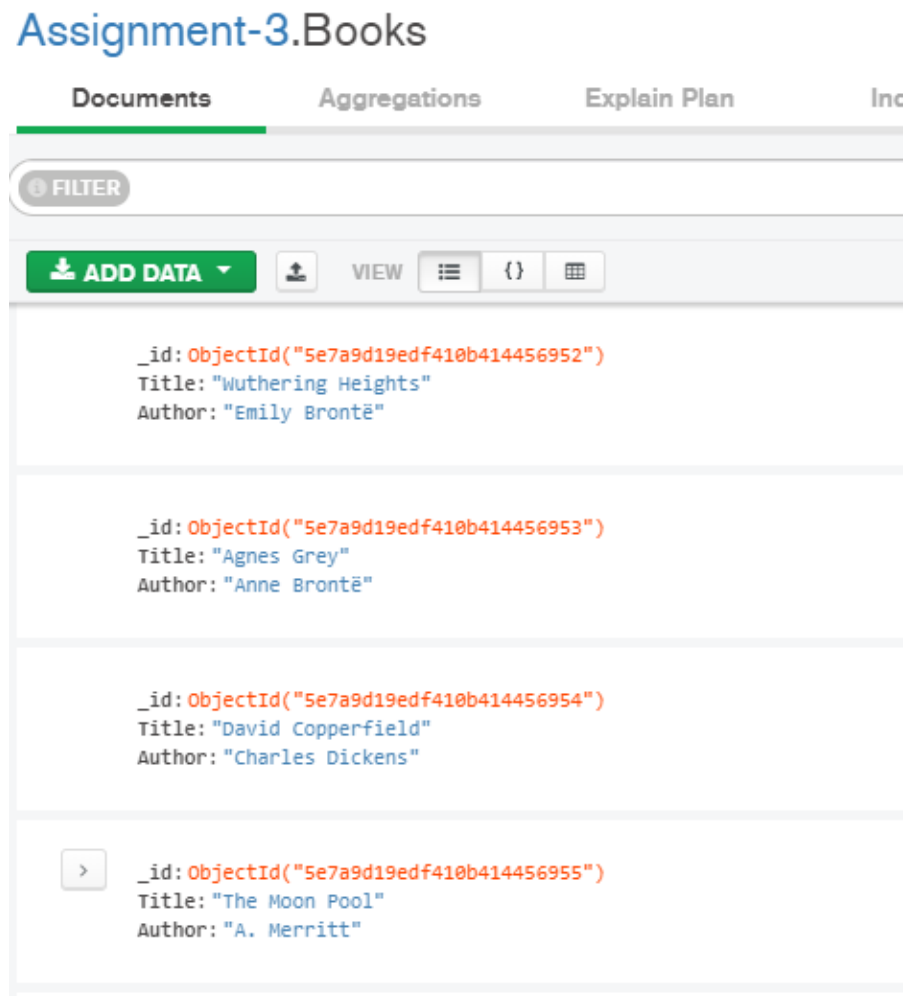 Assignment-3.Books
Documents Aggregations Explain Plan
FILTER
ADD DATA VIEW {}
_id: ObjectId("5e7a9d19edf410b414456952")
Title: "Wuthering Heights"
Author: "Emily Brontë"
_id: ObjectId("5e7a9d19edf410b414456953")
Title: "Agnes Grey"
Author: "Anne Brontë"
_id: ObjectId("5e7a9d19edf410b414456954")
Title: "David Copperfield"
Author: "Charles Dickens"
_id: ObjectId("5e7a9d19edf410b414456955")
Title: "The Moon Pool"
Author: "A. Merritt"